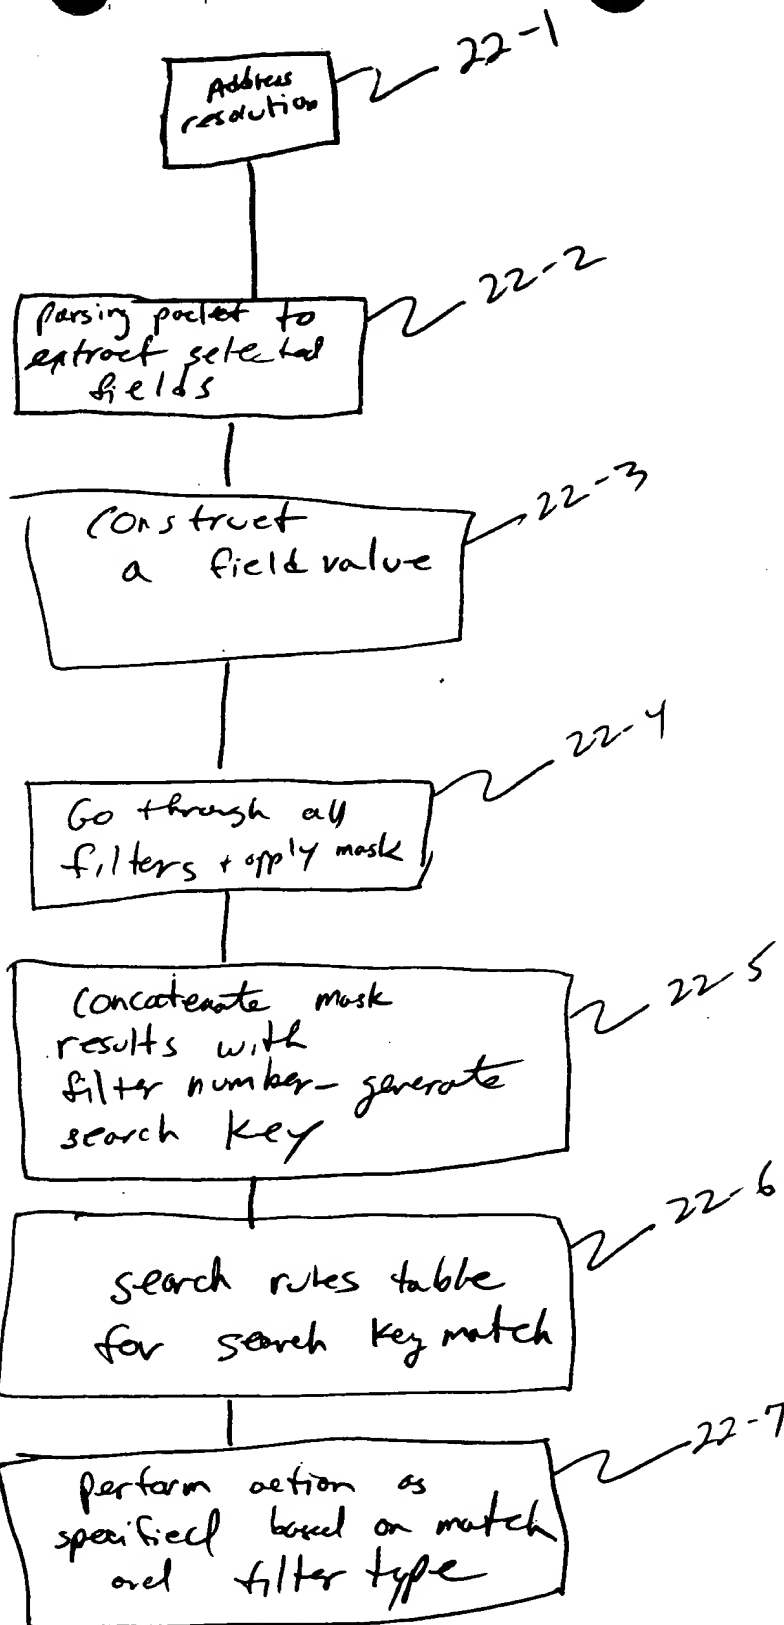 22-1
Address
resolution
22-2
Parsing packet to
extract selected
fields
22-3
Construct
a field value
22-4
Go through all
filters + apply mask
22-5
Concatenate mask
results with
filter number - generate
search key
22-6
search rules table
for search key match
22-7
perform action as
specified based on match
and filter type